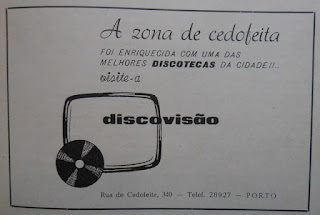 A zona de cedofeita
FOI ENRIQUECIDA COM UMA DAS
MELHORES DISCOTECAS DA CIDADE!!..
visite-a
discovisão
Rua de Cedofeita, 340 — Telef. 20927 — PORTO